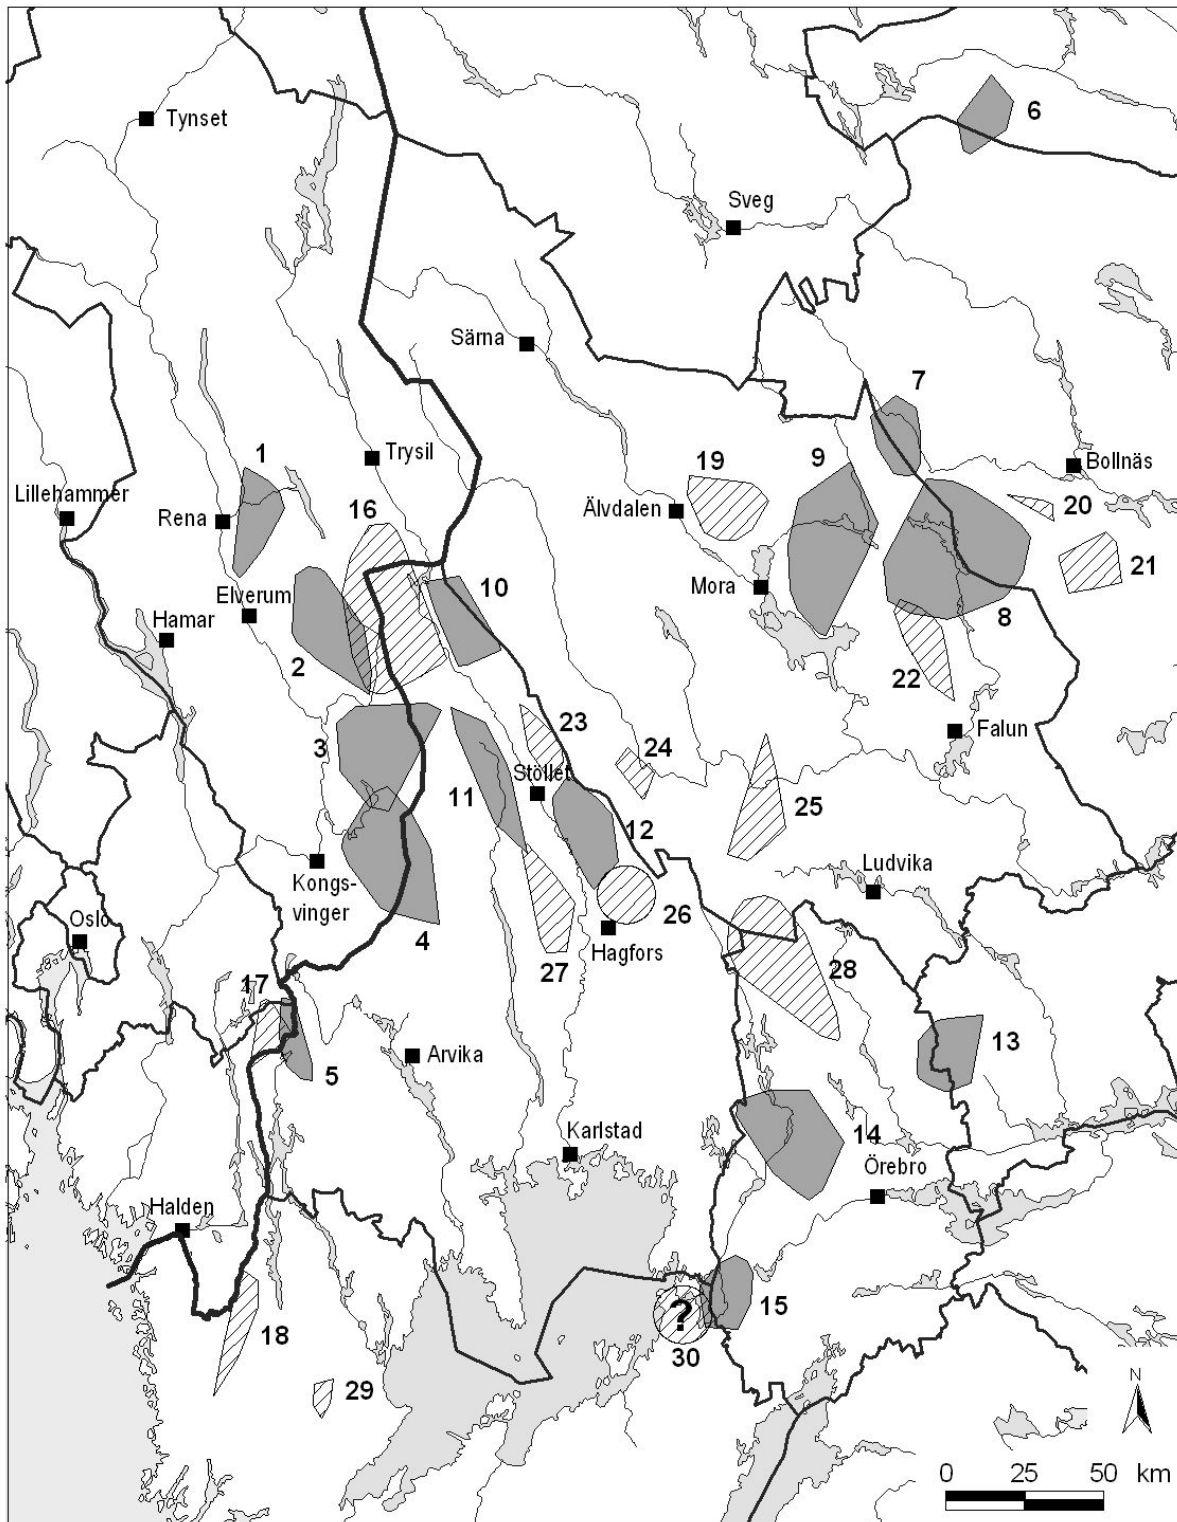 Tynset
6
Sveg
Särna
7
1
Trysil
9
Bollnäs
Lillehammer
19
20
16
Rena
Älvdalen
21
10
Elverum
Mora
Hamar
8
2
22
23
3
24
Falun
Stöllet
11
25
12
Ludvika
Kongs-
vinger
26
Oslo
4
Hagfors
27
28
17
13
Arvika
5
14
Karlstad
Örebro
Halden
15
?
18
30
29
N
0 25 50 km